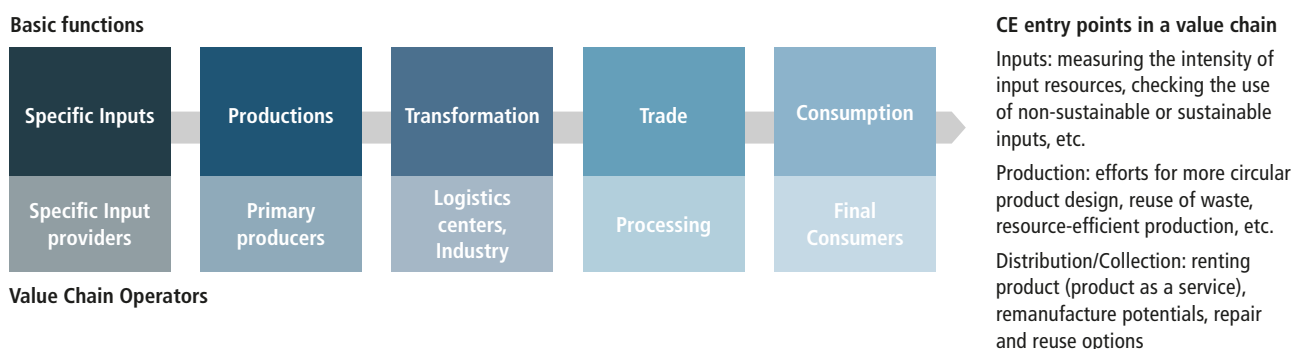 Basic functions
Specific Inputs
Productions
Transformation
Trade
Consumption
Specific Input
providers
Primary
producers
Logistics
centers,
Industry
Processing
Final
Consumers
Value Chain Operators
CE entry points in a value chain
Inputs: measuring the intensity of
input resources, checking the use
of non-sustainable or sustainable
inputs, etc.
Production: efforts for more circular
product design, reuse of waste,
resource-efficient production, etc.
Distribution/Collection: renting
product (product as a service),
remanufacture potentials, repair
and reuse options